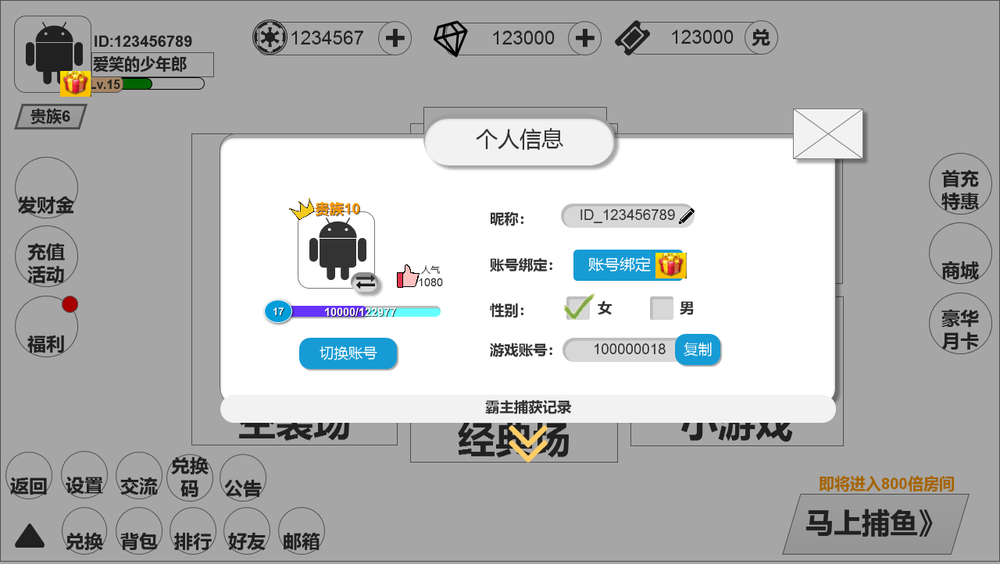 ID:123456789
爱笑的少年郎
Lv.15
贵族6
1234567
123000
123000
兑
个人信息
发财金
充值
活动
福利
首充
特惠
商城
豪华
月卡
贵族10
人气
1080
17
10000/122977
切换账号
昵称:
ID_123456789
账号绑定:
账号绑定
性别:
女
男
游戏账号:
100000018
复制
霸主捕获记录
经典场
小游戏
返回
设置
交流
兑换
码
公告
兑换
背包
排行
好友
邮箱
即将进入800倍房间
马上捕鱼》